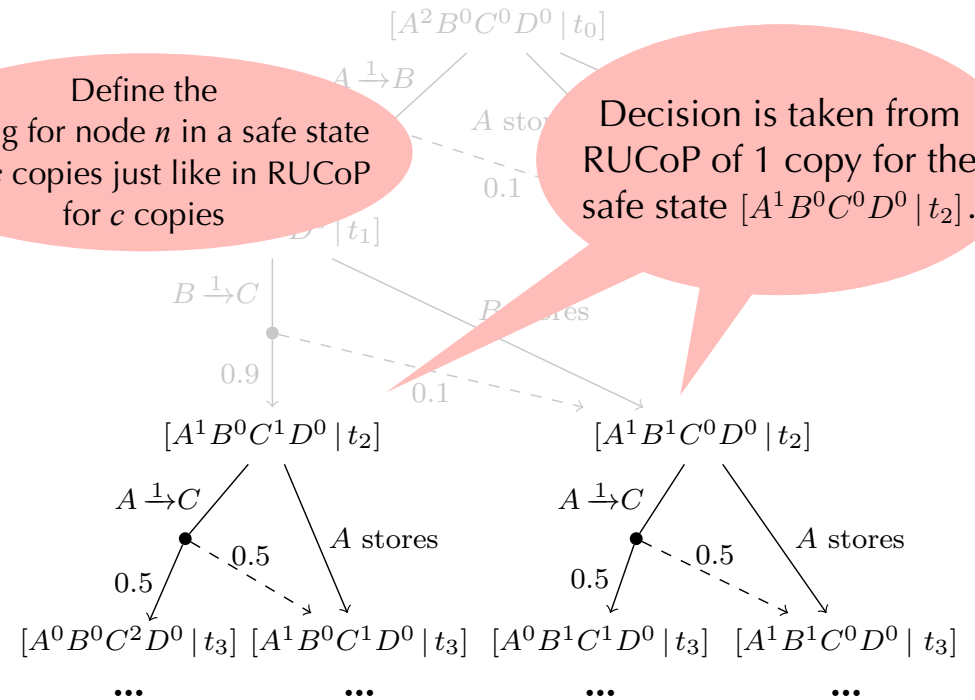 [A²B⁰C⁰D⁰ | t₀]
A →¹ B
A
0.1
Define the
g for node n in a safe state
copies just like in RUCoP
for c copies
Decision is taken from
RUCoP of 1 copy for the
safe state [A¹B⁰C⁰D⁰ | t₂].
D⁰ | t₁]
B →¹ C
B stores
0.9
0.1
[A¹B⁰C¹D⁰ | t₂] [A¹B¹C⁰D⁰ | t₂]
A →¹ C A stores A →¹ C A stores
0.5 0.5 0.5 0.5
[A⁰B⁰C²D⁰ | t₃] [A¹B⁰C¹D⁰ | t₃] [A⁰B¹C¹D⁰ | t₃] [A¹B¹C⁰D⁰ | t₃]
... ... ... ...